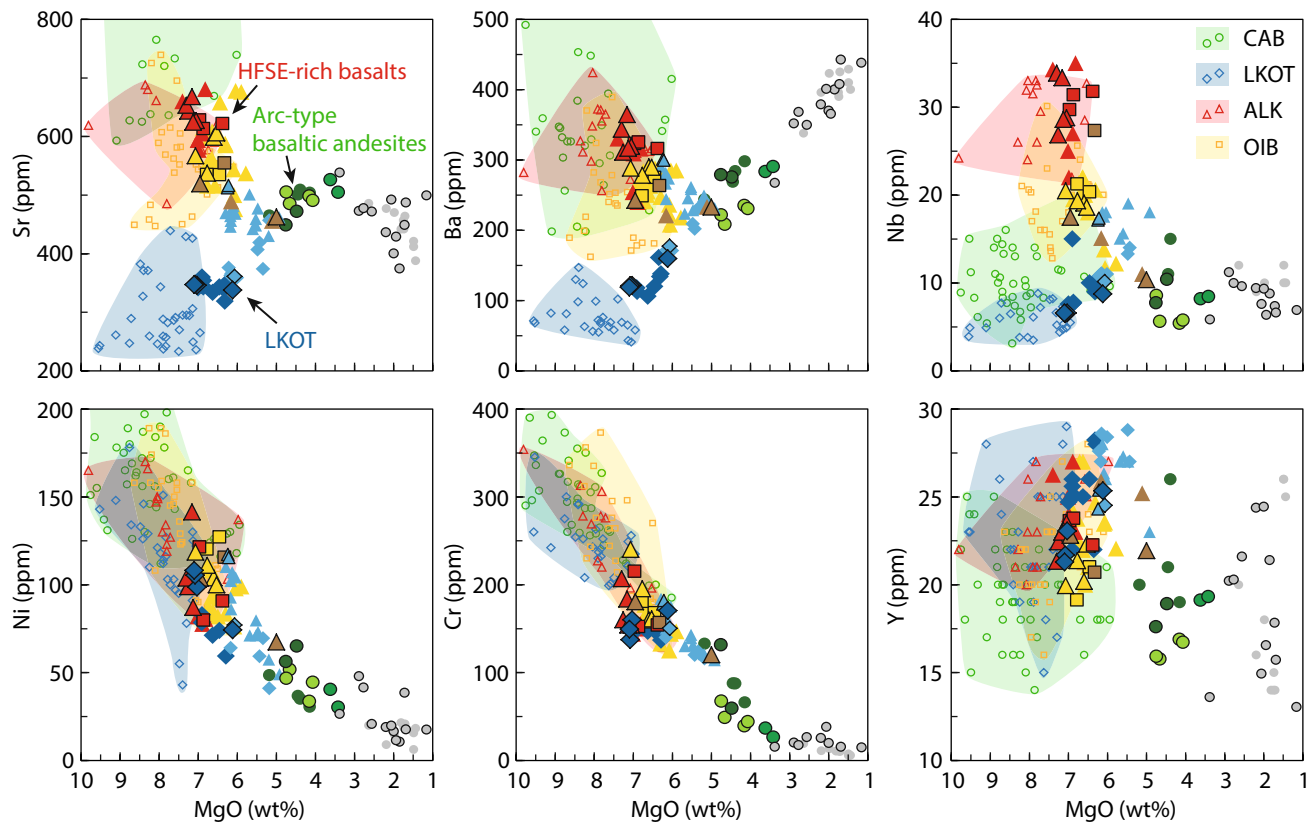 Sr (ppm)
600
500
400
300
200
800
HFSE-rich basalts
Arc-type
basaltic andesites
LKOT
Ba (ppm)
500
400
300
200
100
0
Nb (ppm)
40
30
20
10
0
CAB
LKOT
ALK
OIB
Ni (ppm)
200
150
100
50
0
10 9 8 7 6 5 4 3 2 1
MgO (wt%)
Cr (ppm)
400
300
200
100
0
10 9 8 7 6 5 4 3 2 1
MgO (wt%)
Y (ppm)
30
25
20
15
10
10 9 8 7 6 5 4 3 2 1
MgO (wt%)